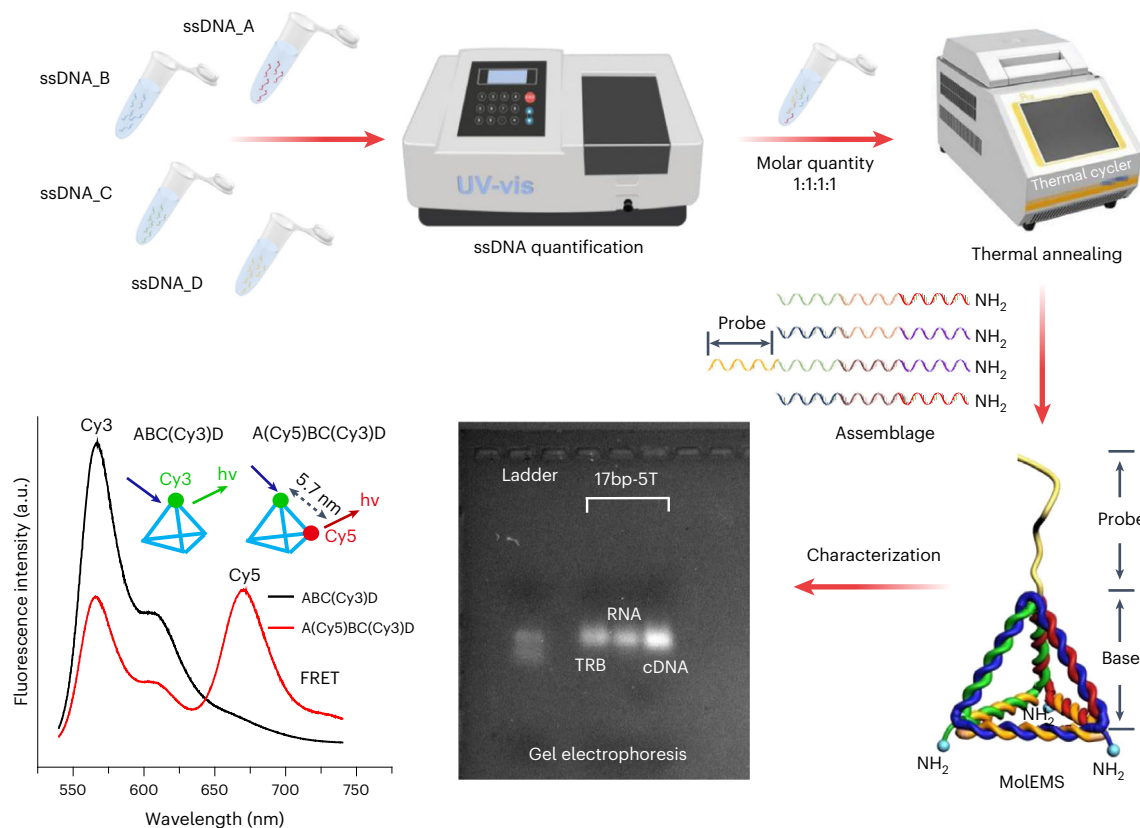 ssDNA_A
ssDNA_B
ssDNA_C
ssDNA_D
UV-vis
ssDNA quantification
Molar quantity
1:1:1:1
Thermal cycler
Thermal annealing
Probe
NH2
NH2
NH2
NH2
Assemblage
Fluorescence intensity (a.u.)
Cy3
ABC(Cy3)D
A(Cy5)BC(Cy3)D
Cy3
hv
5.7 nm
hv
Cy5
Cy5
ABC(Cy3)D
A(Cy5)BC(Cy3)D
FRET
550
600
650
700
750
Wavelength (nm)
Ladder
17bp-5T
RNA
TRB
cDNA
Gel electrophoresis
Characterization
Probe
Base
NH2
NH2
NH2
MolEMS